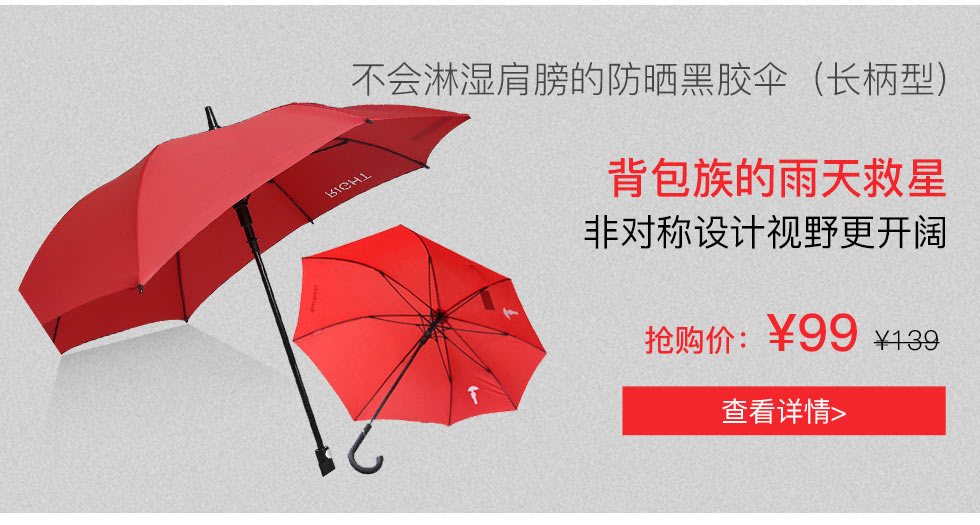 不会淋湿肩膀的防晒黑胶伞（长柄型）
背包族的雨天救星
非对称设计视野更开阔
RIGHT
抢购价：¥99 ¥139
查看详情>